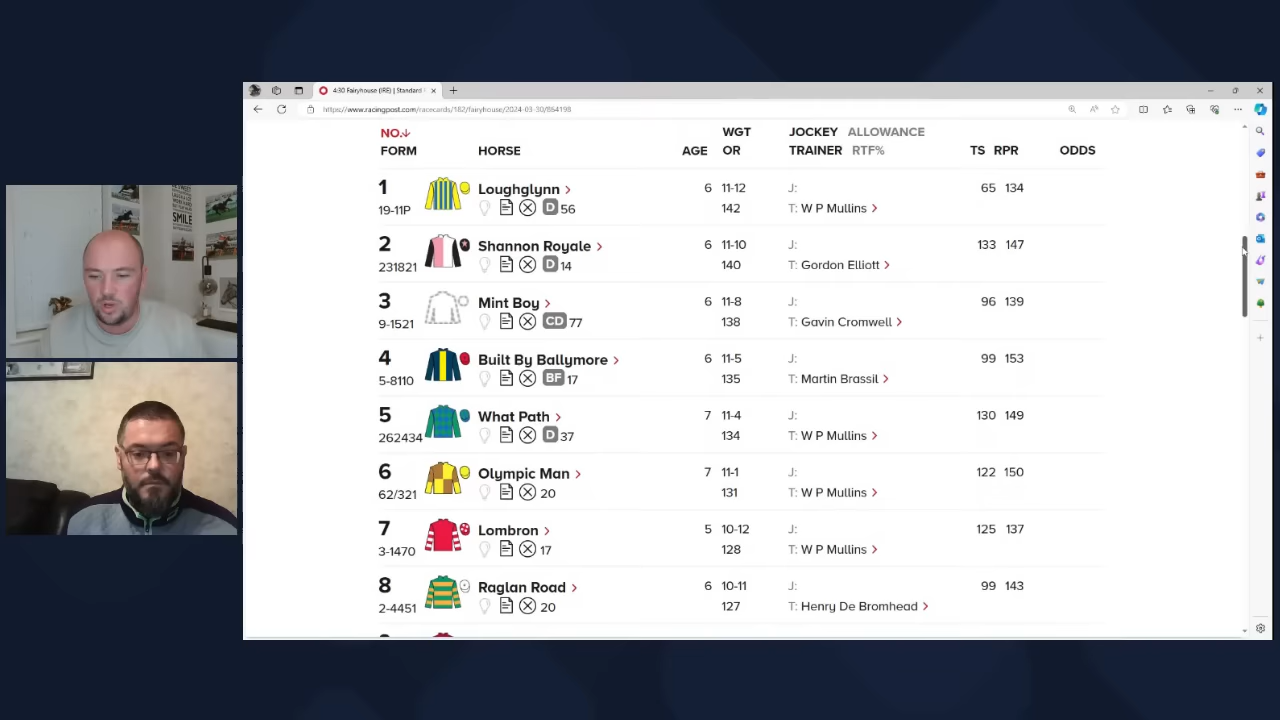 4:30 Fairyhouse (IRE) | Standard
https://www.racingpost.com/racecards/182/fairyhouse/2024-03-30/864198
NO. WGT JOCKEY ALLOWANCE
FORM HORSE AGE OR TRAINER RTF% TS RPR ODDS
1 Loughglynn 6 11-12 J: 65 134
19-11P D 56 142 T: W P Mullins
2 Shannon Royale 6 11-10 J: 133 147
231821 D 14 140 T: Gordon Elliott
3 Mint Boy 6 11-8 J: 96 139
9-1521 CD 77 138 T: Gavin Cromwell
4 Built By Ballymore 6 11-5 J: 99 153
5-8110 BF 17 135 T: Martin Brassil
5 What Path 7 11-4 J: 130 149
262434 D 37 134 T: W P Mullins
6 Olympic Man 7 11-1 J: 122 150
62/321 20 131 T: W P Mullins
7 Lombron 5 10-12 J: 125 137
3-1470 17 128 T: W P Mullins
8 Raglan Road 6 10-11 J: 99 143
2-4451 20 127 T: Henry De Bromhead
SMILE